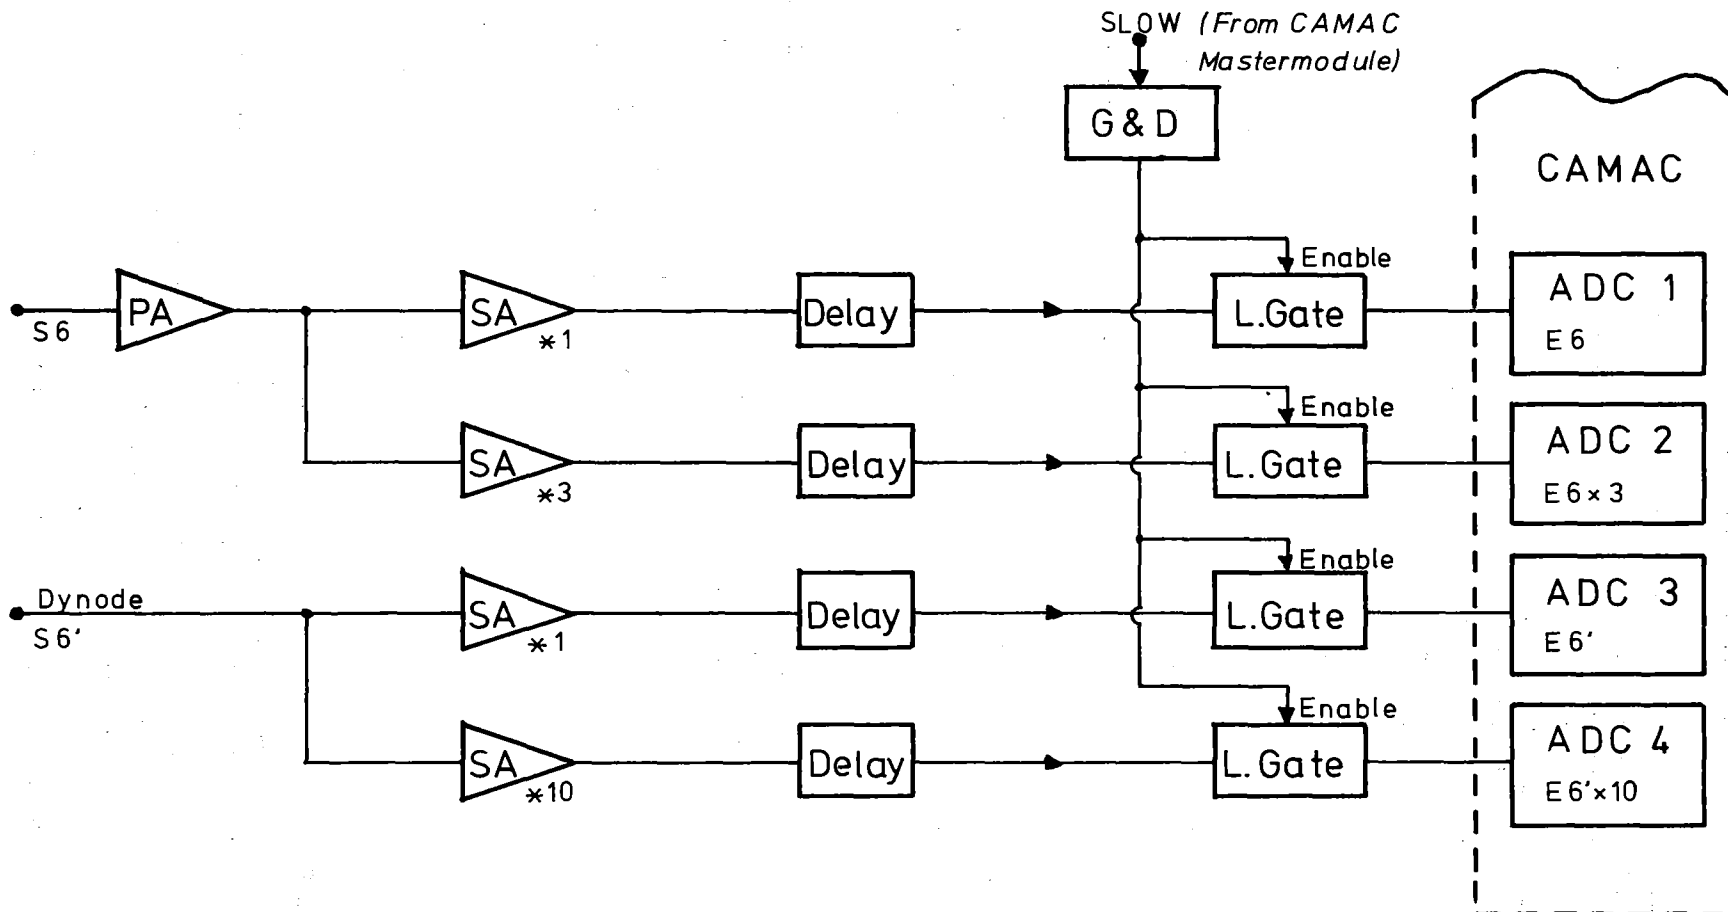 SLOW (From CAMAC
Mastermodule)
G & D
CAMAC
S6
PA
SA
*1
Delay
Enable
L.Gate
ADC 1
E6
SA
*3
Delay
Enable
L.Gate
ADC 2
E6×3
Dynode
S6'
SA
*1
Delay
Enable
L.Gate
ADC 3
E6'
SA
*10
Delay
Enable
L.Gate
ADC 4
E6'×10